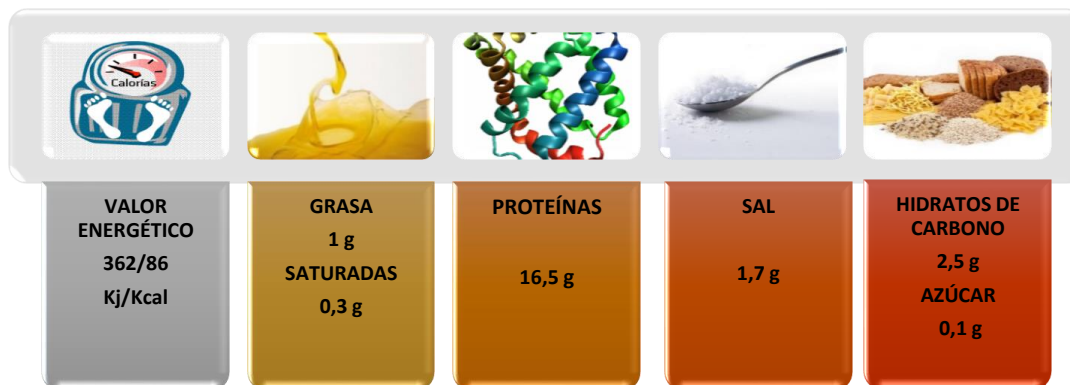 Calorías
VALOR
ENERGÉTICO
362/86
Kj/Kcal
GRASA
1 g
SATURADAS
0,3 g
PROTEÍNAS
16,5 g
SAL
1,7 g
HIDRATOS DE
CARBONO
2,5 g
AZÚCAR
0,1 g